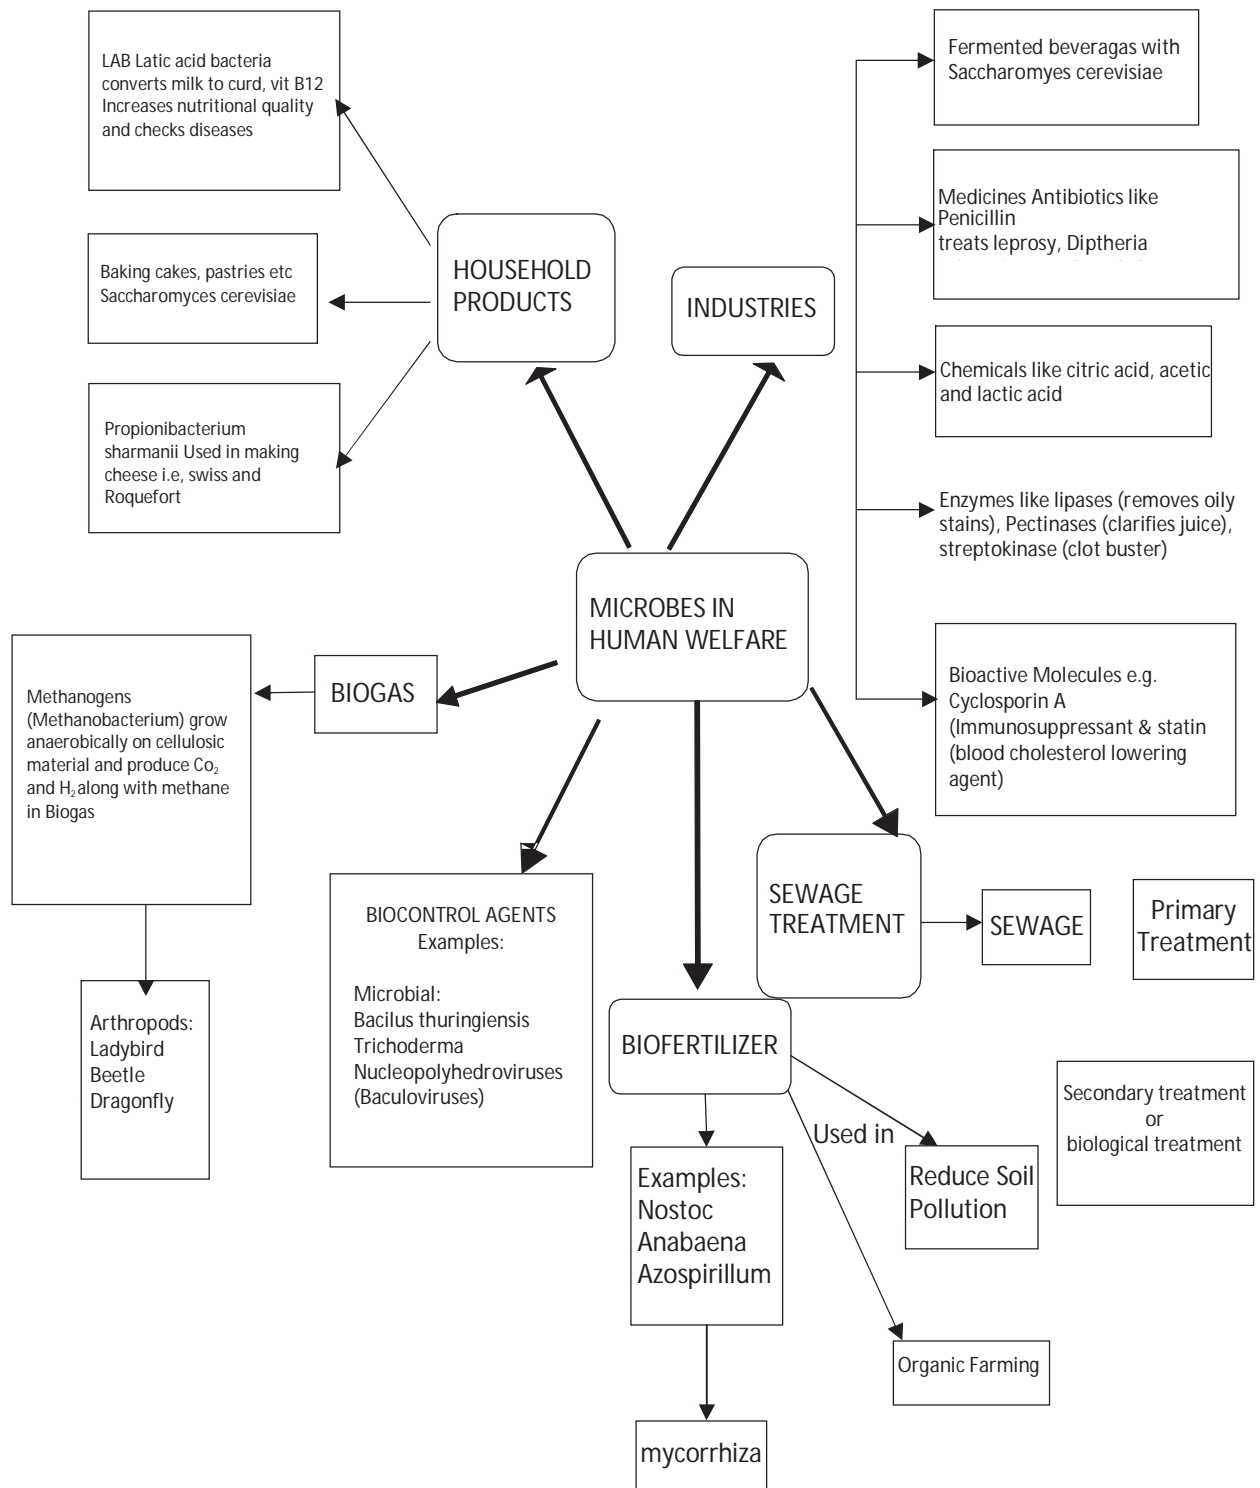 LAB Latic acid bacteria
converts milk to curd, vit B12
Increases nutritional quality
and checks diseases
Baking cakes, pastries etc
Saccharomyces cerevisiae
Propionibacterium
sharmanii Used in making
cheese i.e, swiss and
Roquefort
HOUSEHOLD
PRODUCTS
INDUSTRIES
Fermented beveragas with
Saccharomyes cerevisiae
Medicines Antibiotics like
Penicillin
treats leprosy, Diptheria
Chemicals like citric acid, acetic
and lactic acid
Enzymes like lipases (removes oily
stains), Pectinases (clarifies juice),
streptokinase (clot buster)
Bioactive Molecules e.g.
Cyclosporin A
(Immunosuppressant & statin
(blood cholesterol lowering
agent)
MICROBES IN
HUMAN WELFARE
BIOGAS
Methanogens
(Methanobacterium) grow
anaerobically on cellulosic
material and produce Co₂
and H₂ along with methane
in Biogas
Arthropods:
Ladybird
Beetle
Dragonfly
BIOCONTROL AGENTS
Examples:
Microbial:
Bacilus thuringiensis
Trichoderma
Nucleopolyhedroviruses
(Baculoviruses)
SEWAGE
TREATMENT
SEWAGE
Primary
Treatment
Secondary treatment
or
biological treatment
BIOFERTILIZER
Used in
Reduce Soil
Pollution
Organic Farming
Examples:
Nostoc
Anabaena
Azospirillum
mycorrhiza